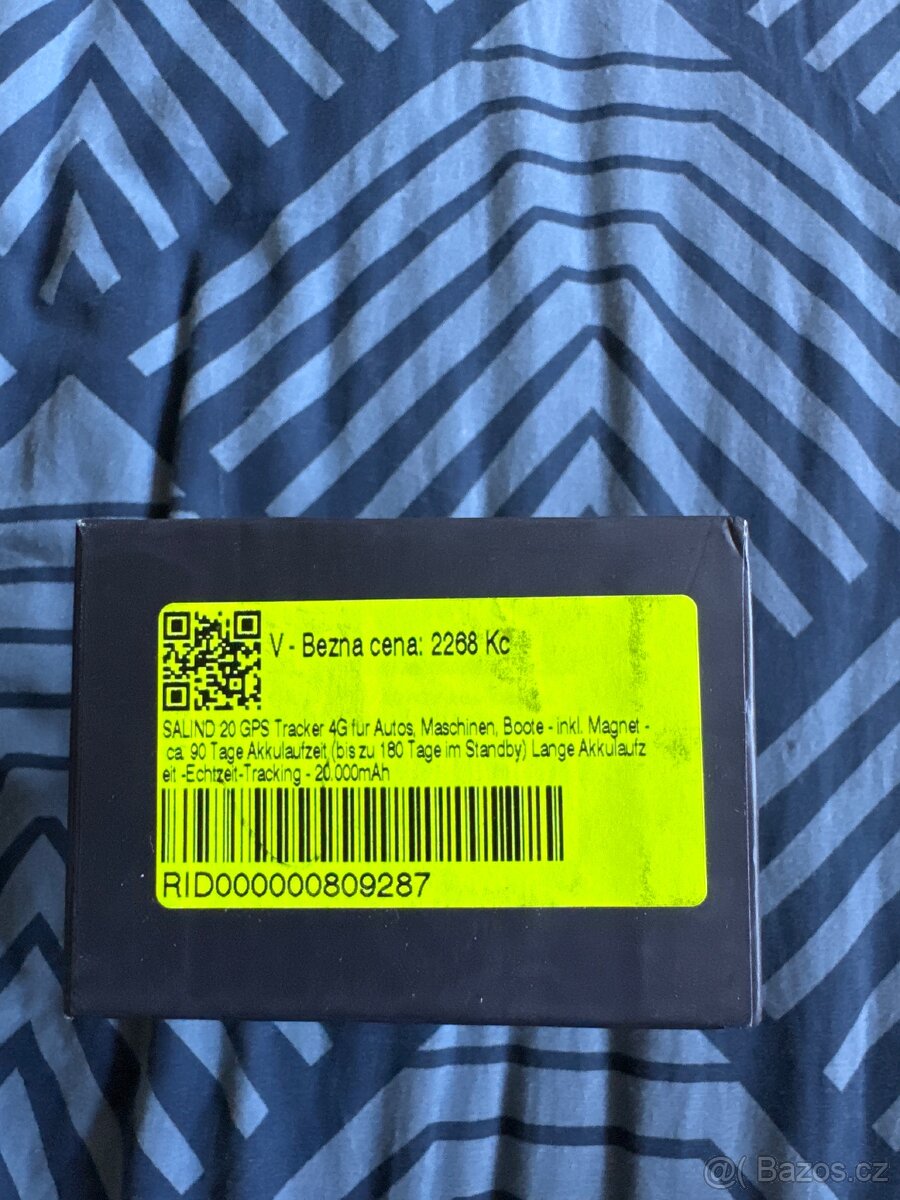 V - Bezna cena: 2268 Kc
SALIND 20 GPS Tracker 4G für Autos, Maschinen, Boote - inkl. Magnet -
ca. 90 Tage Akkulaufzeit (bis zu 180 Tage im Standby) Lange Akkulaufz
eit -Echtzeit-Tracking - 20.000mAh
RID000000809287
@( Bazos.cz